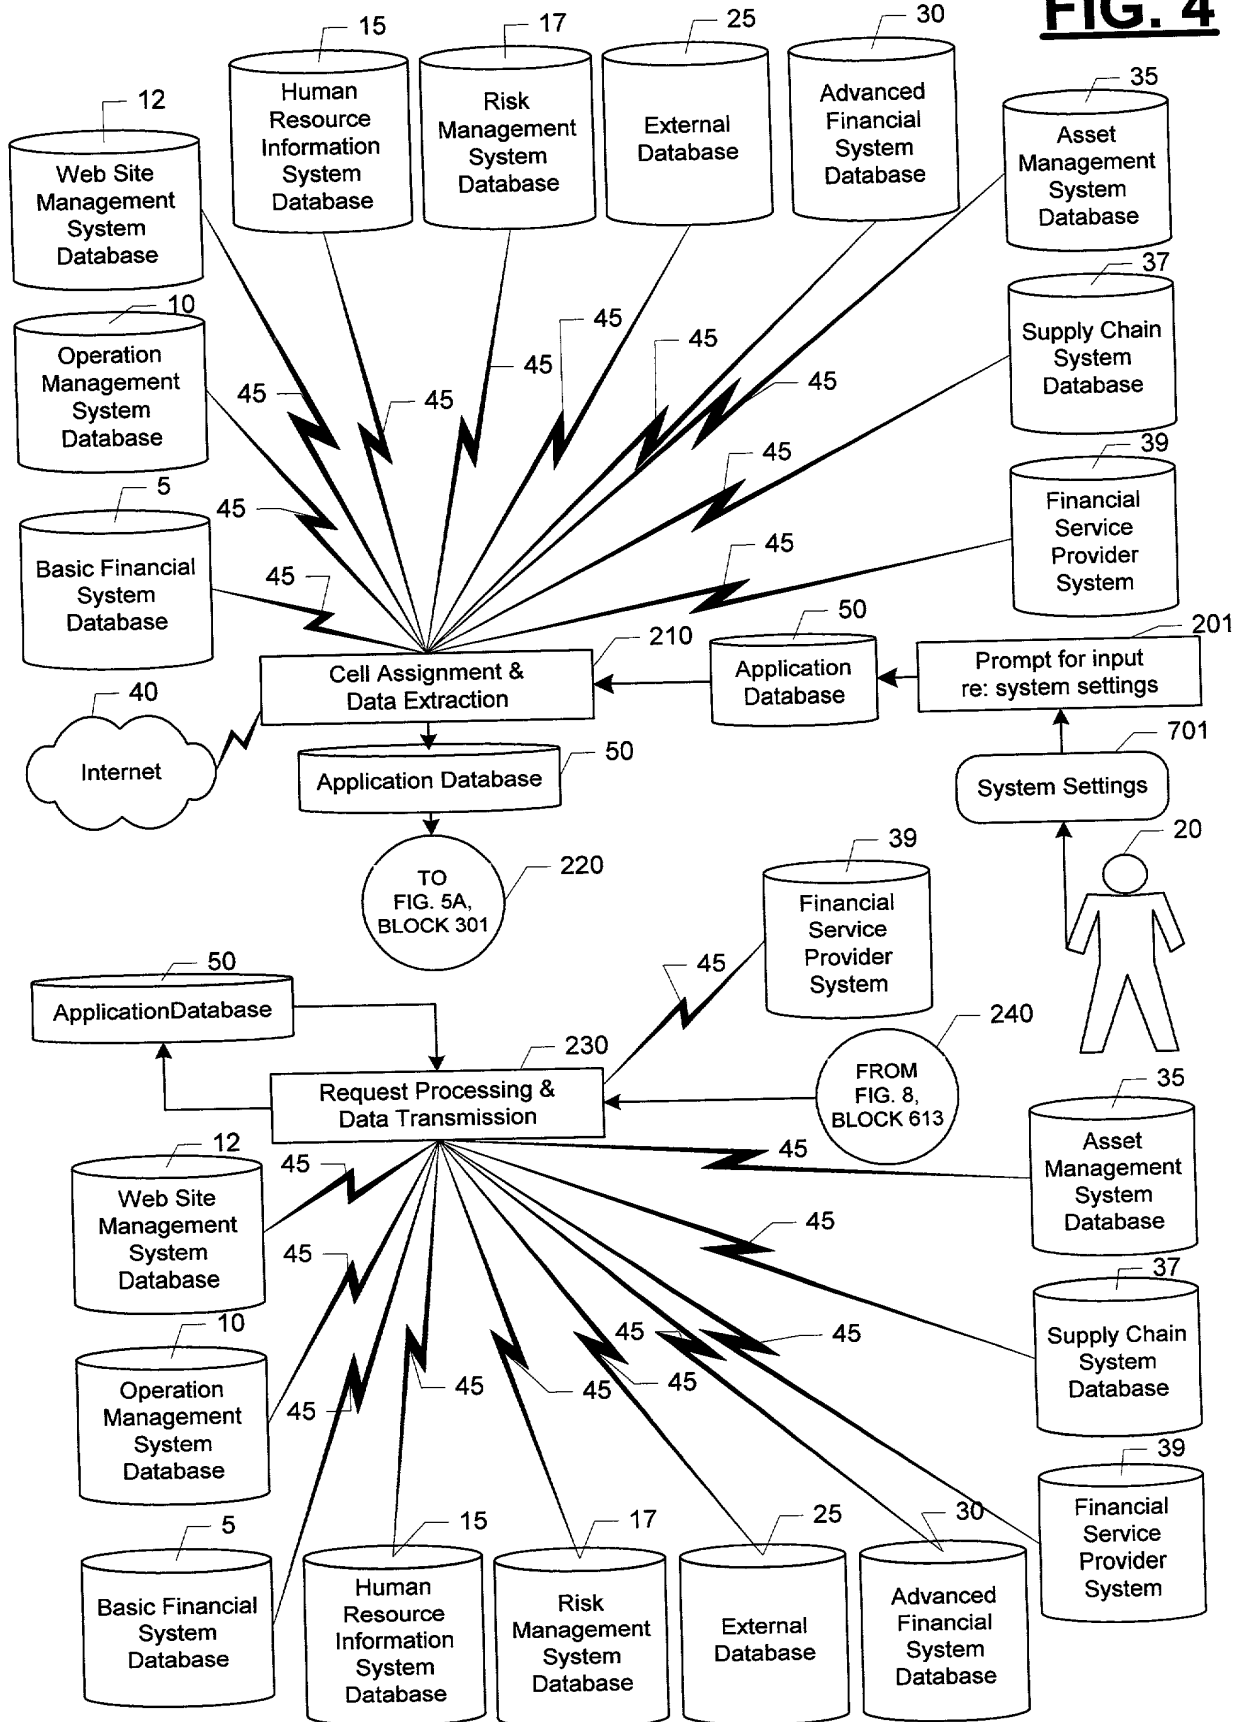 FIG. 4
15
17
25
30
12
35
Human
Resource
Information
System
Database
Risk
Management
System
Database
External
Database
Advanced
Financial
System
Database
Asset
Management
System
Database
Web Site
Management
System
Database
10
37
Operation
Management
System
Database
Supply Chain
System
Database
45
45
45
45
45
45
45
45
45
45
5
39
Basic Financial
System
Database
Financial
Service
Provider
System
210
50
201
Cell Assignment &
Data Extraction
Application
Database
Prompt for input
re: system settings
40
Internet
50
Application Database
701
System Settings
20
TO
FIG. 5A,
BLOCK 301
220
39
Financial
Service
Provider
System
45
50
ApplicationDatabase
230
Request Processing &
Data Transmission
240
FROM
FIG. 8,
BLOCK 613
35
Asset
Management
System
Database
12
Web Site
Management
System
Database
45
45
45
45
37
Supply Chain
System
Database
10
Operation
Management
System
Database
45
45
45
45
45
45
39
Financial
Service
Provider
System
5
Basic Financial
System
Database
15
Human
Resource
Information
System
Database
17
Risk
Management
System
Database
25
External
Database
30
Advanced
Financial
System
Database